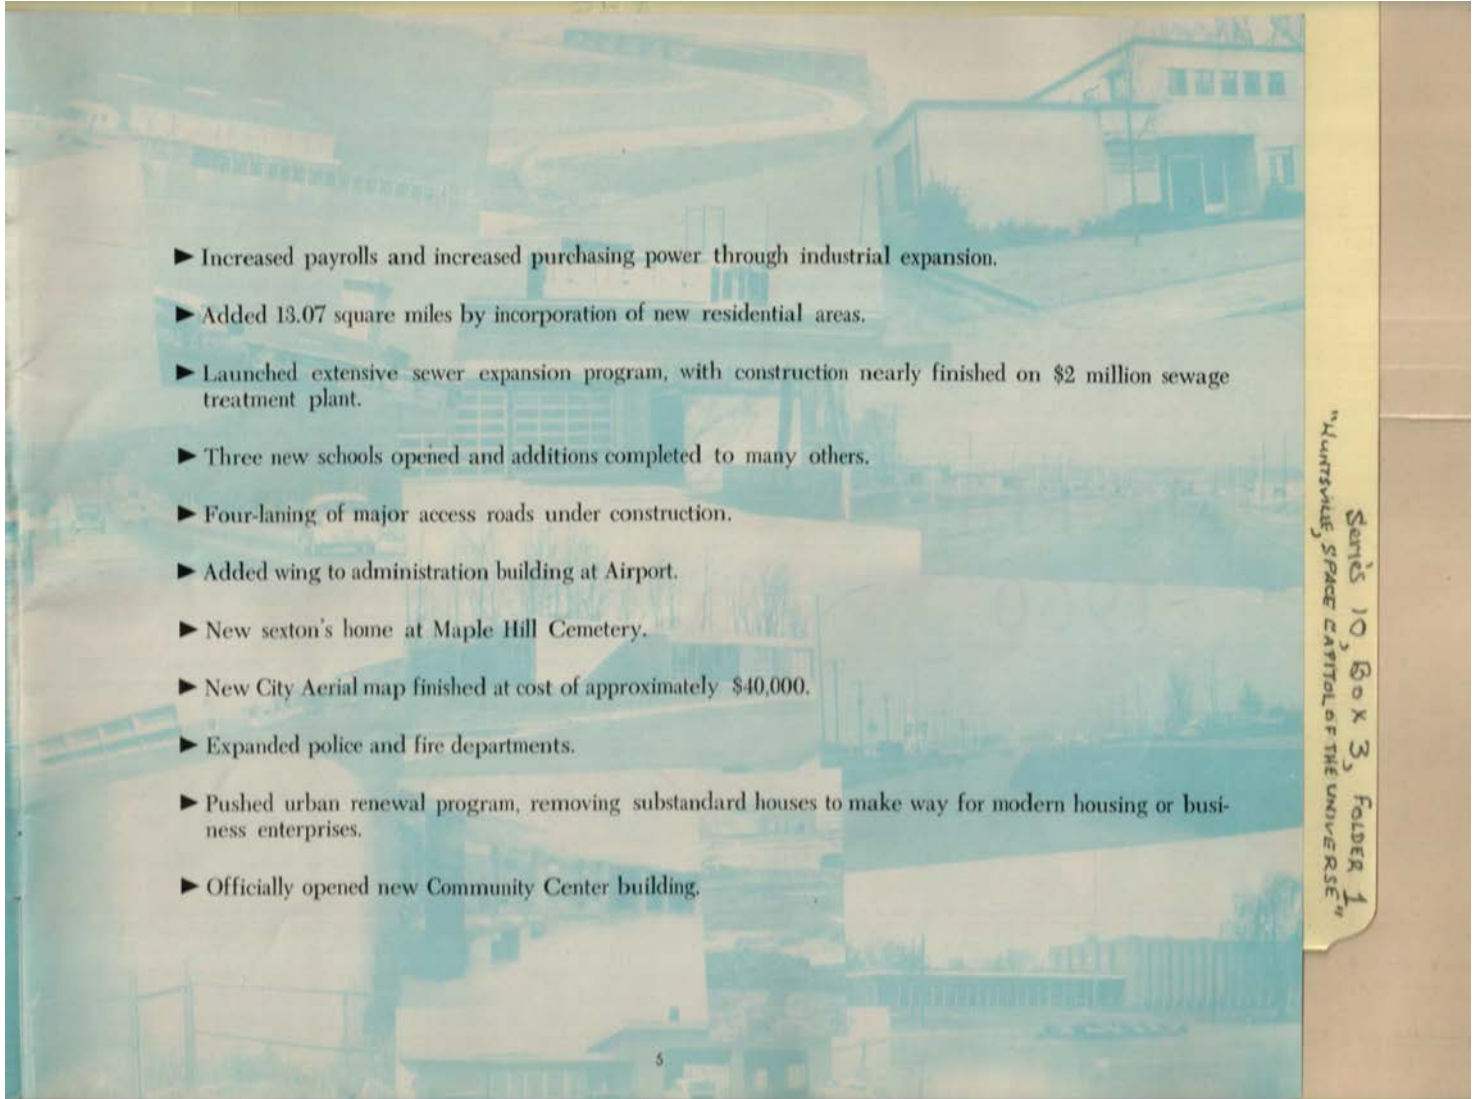 ► Increased payrolls and increased purchasing power through industrial expansion.
► Added 13.07 square miles by incorporation of new residential areas.
► Launched extensive sewer expansion program, with construction nearly finished on $2 million sewage
treatment plant.
► Three new schools opened and additions completed to many others.
► Four-laning of major access roads under construction.
► Added wing to administration building at Airport.
► New sexton's home at Maple Hill Cemetery.
► New City Aerial map finished at cost of approximately $40,000.
► Expanded police and fire departments.
► Pushed urban renewal program, removing substandard houses to make way for modern housing or busi-
ness enterprises.
► Officially opened new Community Center building.
5
Series 10, Box 3, FOLDER 1
"HUNTSVILLE, SPACE CAPITOL OF THE UNIVERSE"